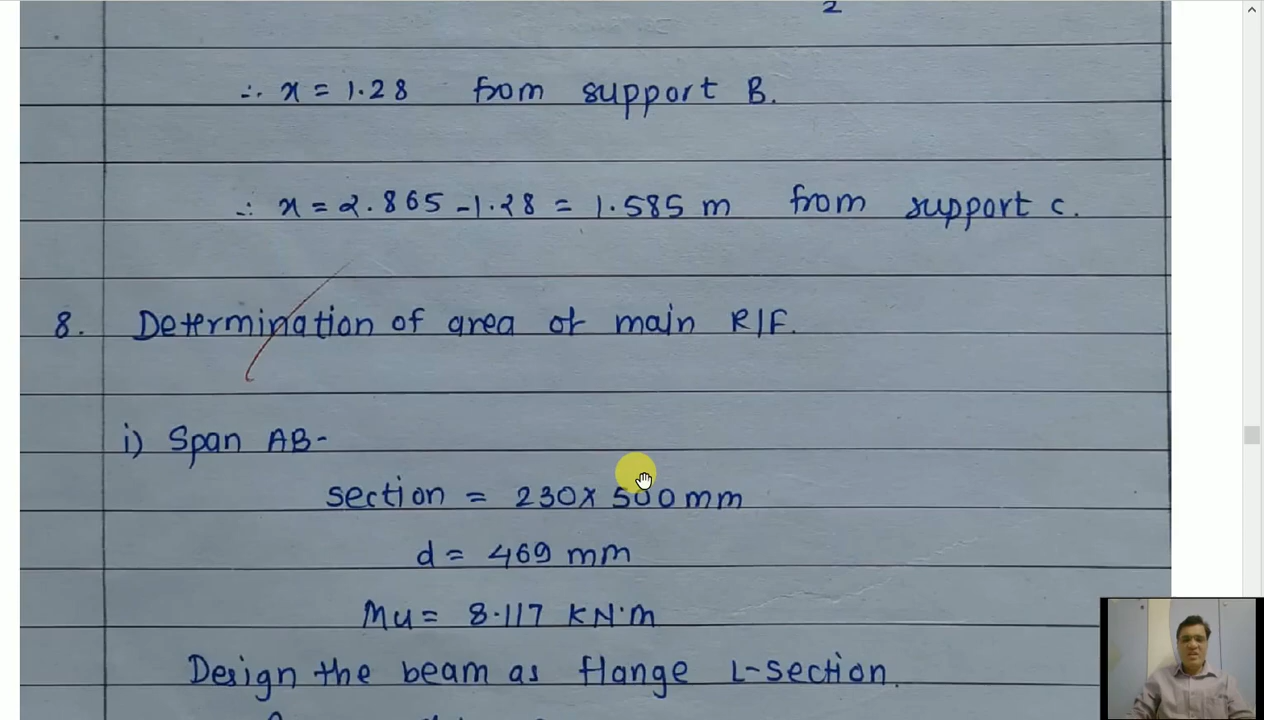 2
∴ x = 1.28 from support B.
∴ x = 2.865 - 1.28 = 1.585 m from support c.
8. Determination of area of main R/F.
i) Span AB-
section = 230 x 500 mm
d = 469 mm
Mu = 8.117 KN·m
Design the beam as flange L-section.